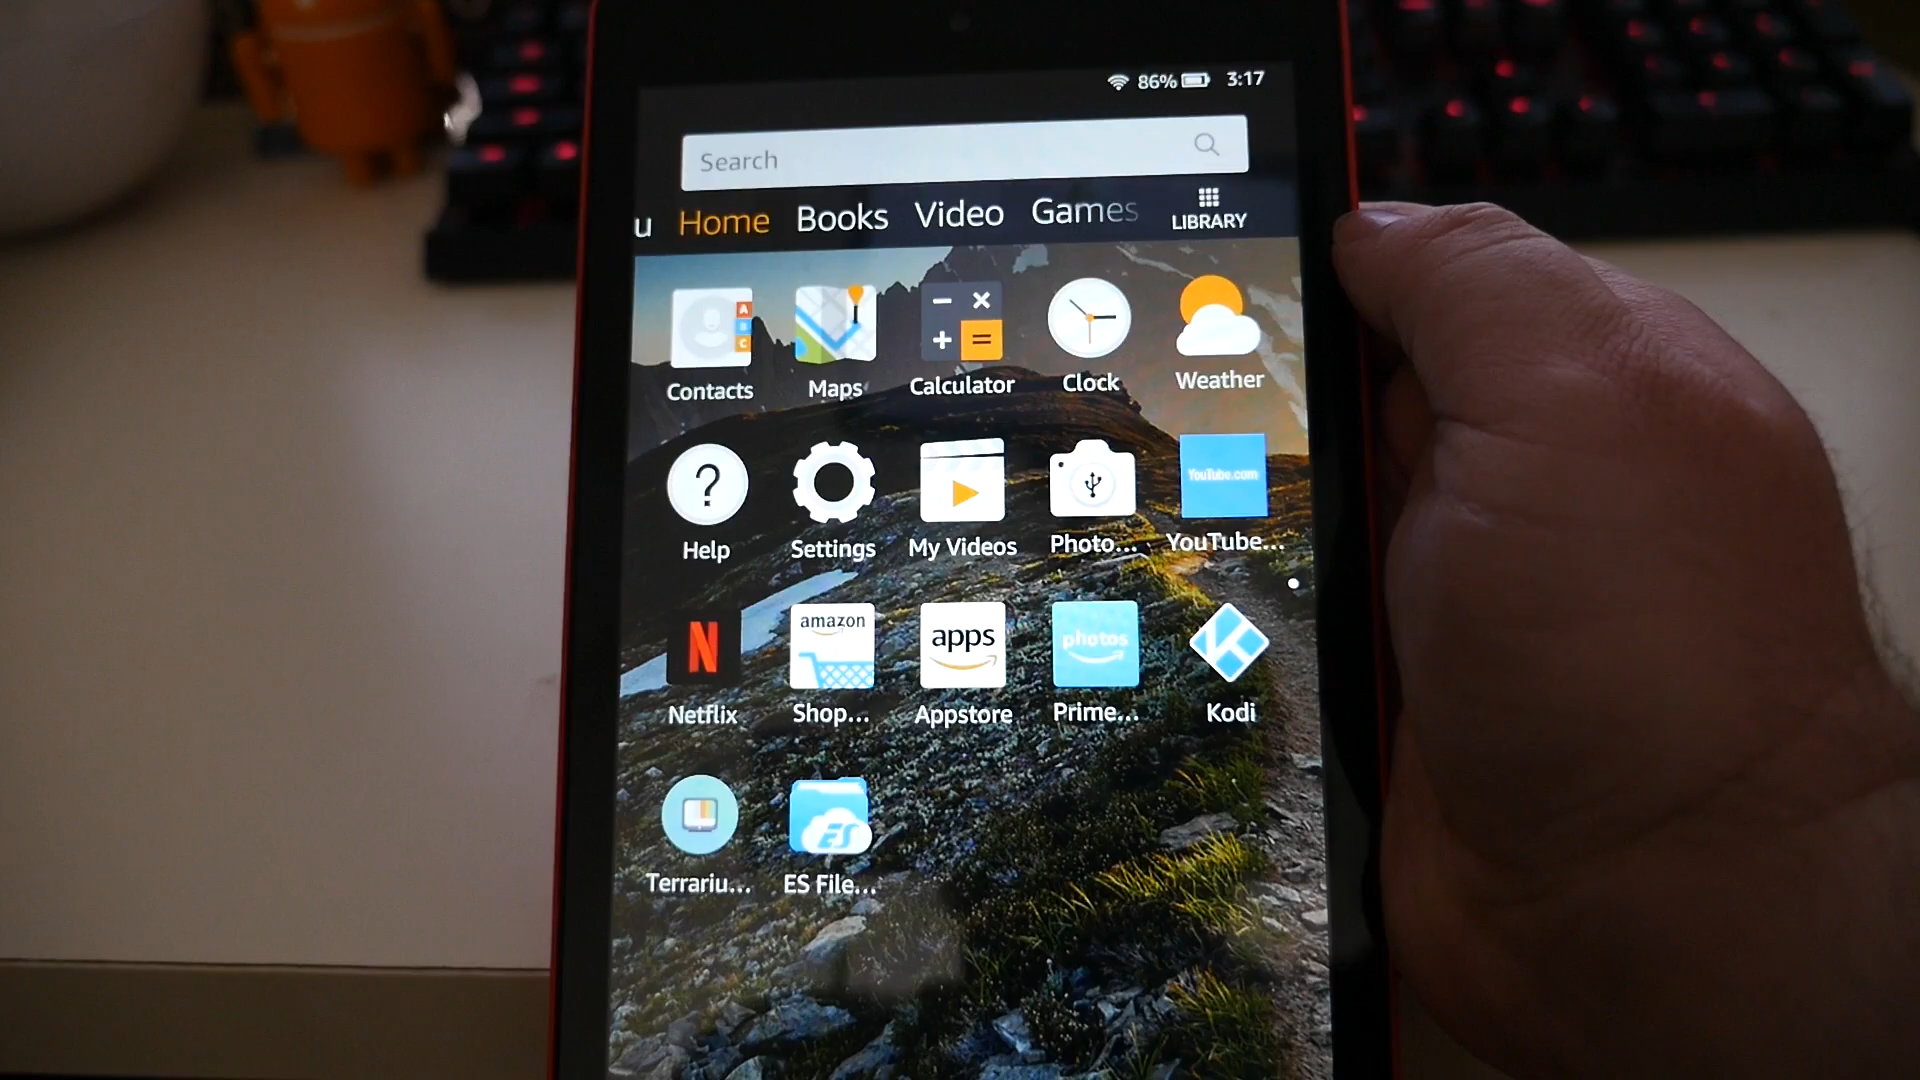 86% 3:17
Search
u Home Books Video Games LIBRARY
A
B
C
Contacts Maps Calculator Clock Weather
YouTube.com
Help Settings My Videos Photo... YouTube...
N amazon apps photos
Netflix Shop... Appstore Prime... Kodi
ES
Terrariu... ES File...